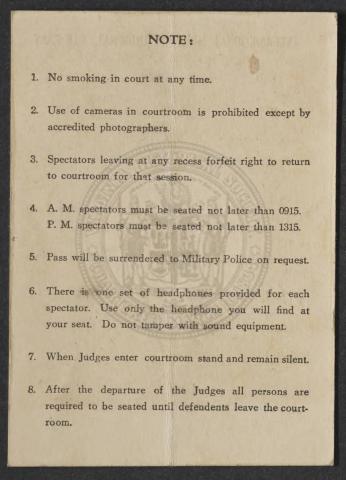 NOTE:
1. No smoking in court at any time.
2. Use of cameras in courtroom is prohibited except by
accredited photographers.
3. Spectators leaving at any recess forfeit right to return
to courtroom for that session.
4. A. M. spectators must be seated not later than 0915.
P. M. spectators must be seated not later than 1315.
5. Pass will be surrendered to Military Police on request.
6. There is one set of headphones provided for each
spectator. Use only the headphone you will find at
your seat. Do not tamper with sound equipment.
7. When Judges enter courtroom stand and remain silent.
8. After the departure of the Judges all persons are
required to be seated until defendents leave the court-
room.